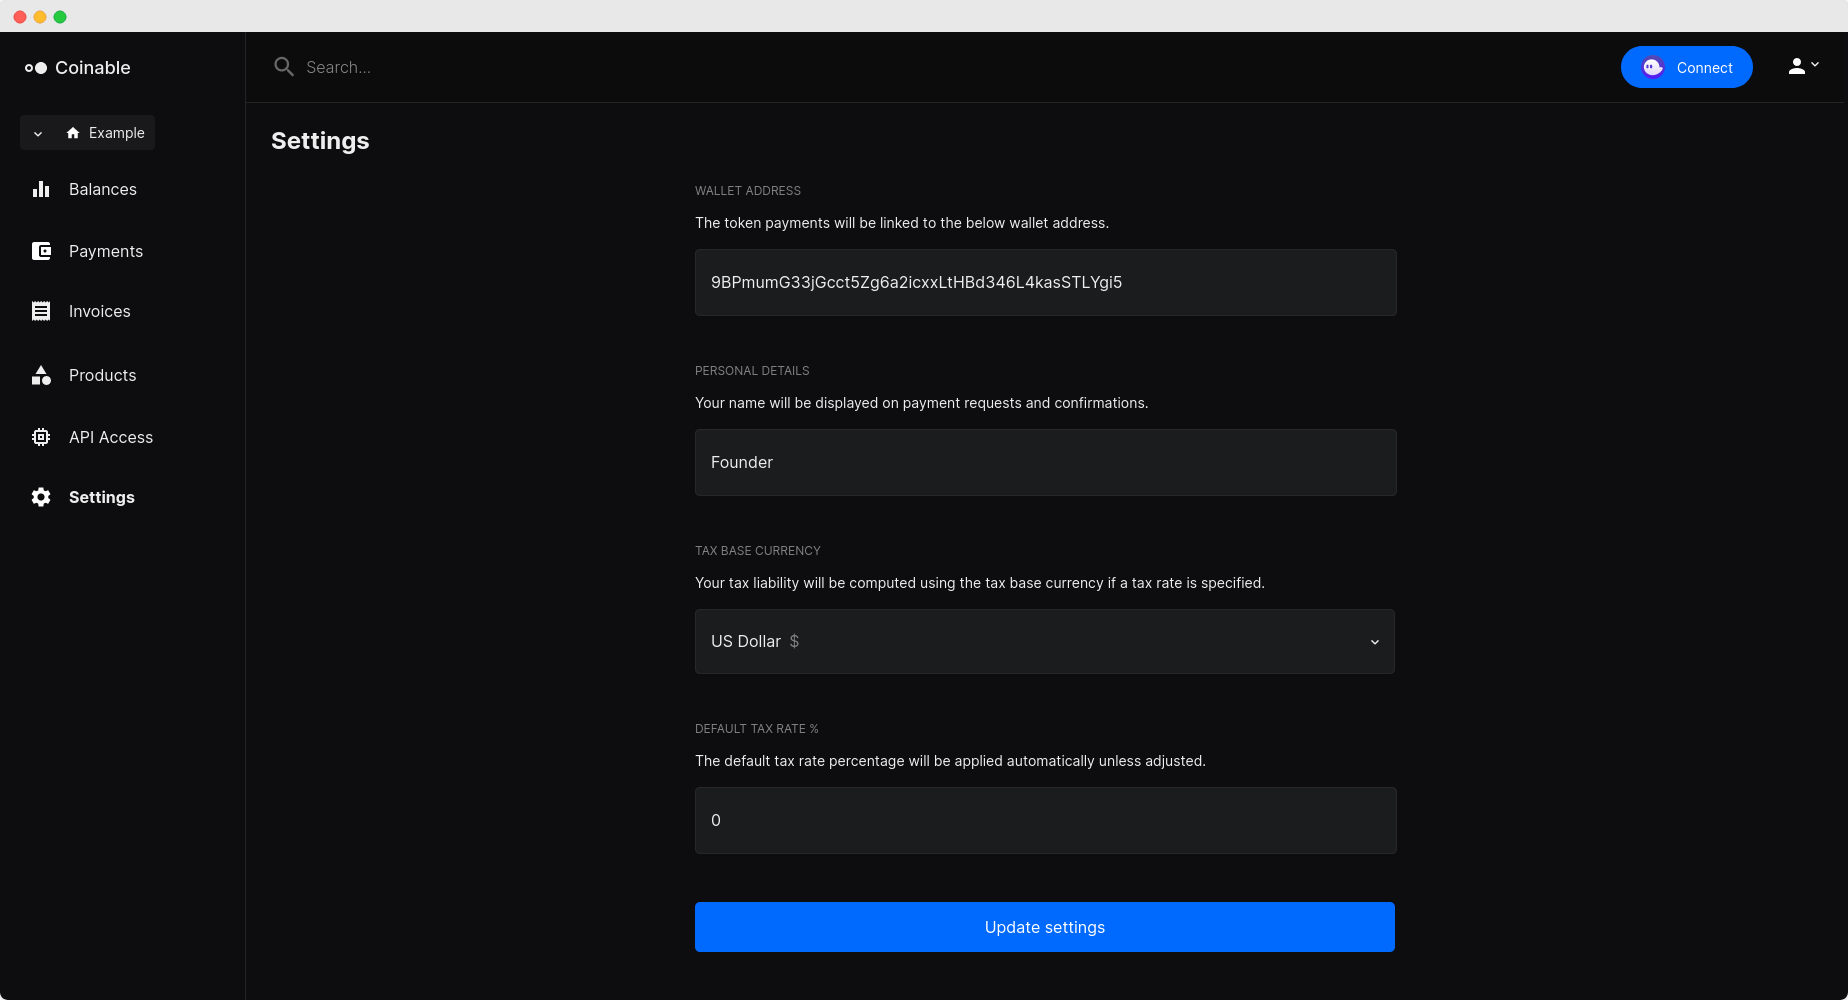 Coinable
Search...
Connect
Example
Balances
Payments
Invoices
Products
API Access
Settings
Settings
WALLET ADDRESS
The token payments will be linked to the below wallet address.
9BPmumG33jGcct5Zg6a2icxxLtHBd346L4kasSTLYgi5
PERSONAL DETAILS
Your name will be displayed on payment requests and confirmations.
Founder
TAX BASE CURRENCY
Your tax liability will be computed using the tax base currency if a tax rate is specified.
US Dollar $
DEFAULT TAX RATE %
The default tax rate percentage will be applied automatically unless adjusted.
0
Update settings